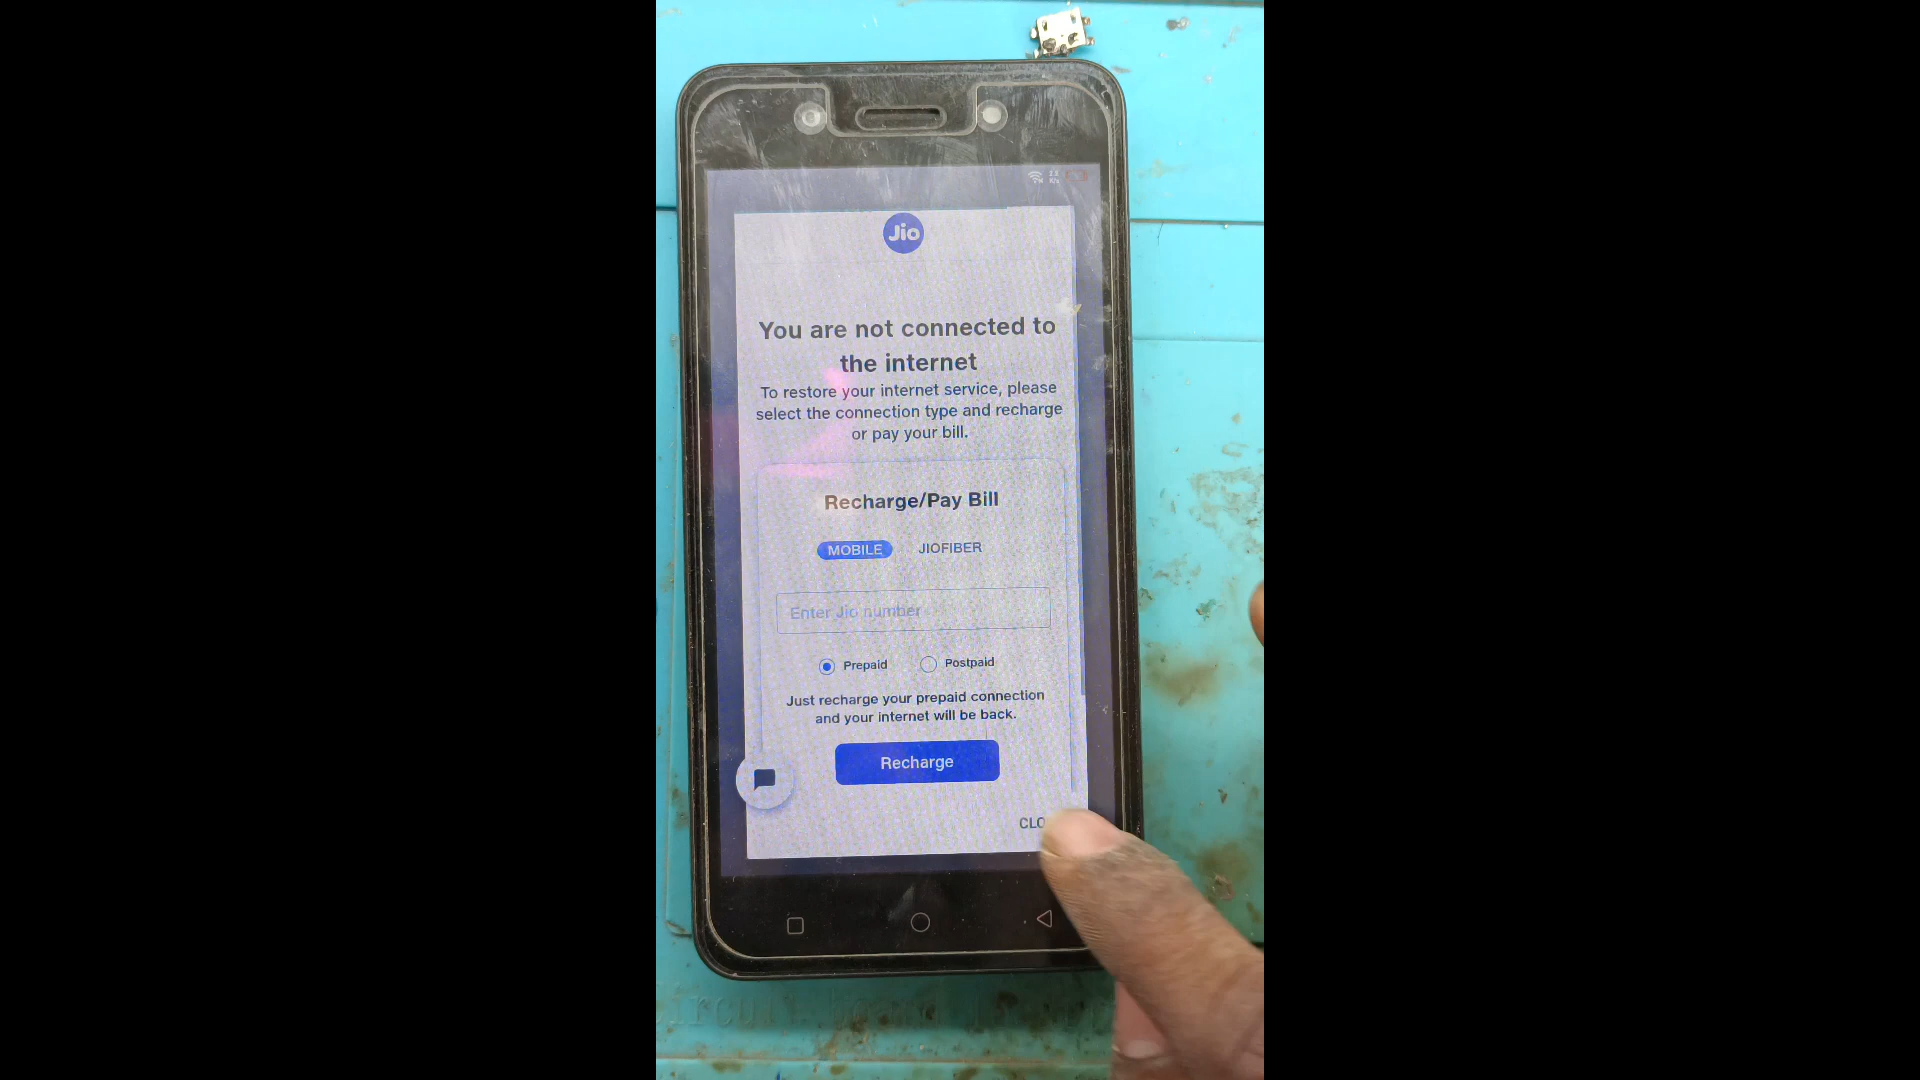 Jio
You are not connected to
the internet
To restore your internet service, please
select the connection type and recharge
or pay your bill.
Recharge/Pay Bill
MOBILE JIOFIBER
Enter Jio number
Prepaid Postpaid
Just recharge your prepaid connection
and your internet will be back.
Recharge
CLO